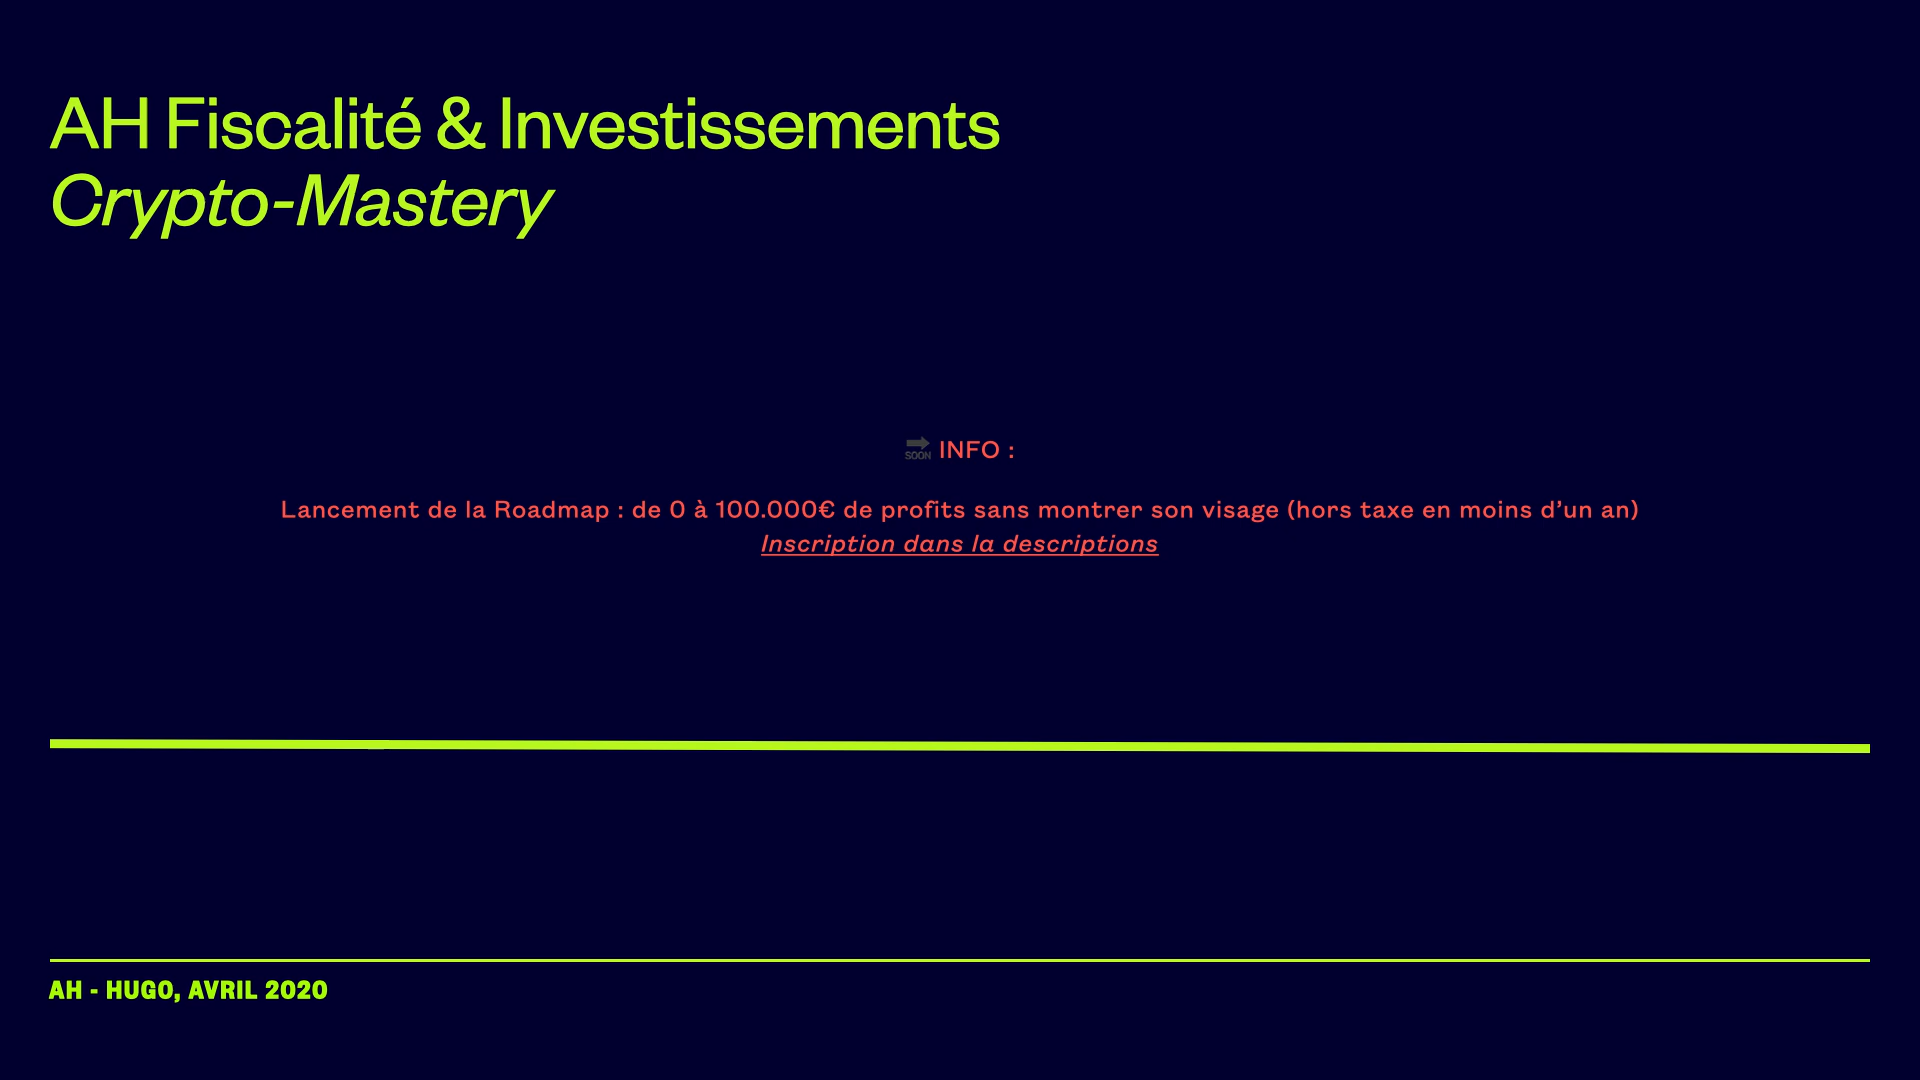 AH Fiscalité & Investissements
Crypto-Mastery
🔜 INFO :
Lancement de la Roadmap : de 0 à 100.000€ de profits sans montrer son visage (hors taxe en moins d’un an)
Inscription dans la descriptions
AH - HUGO, AVRIL 2020